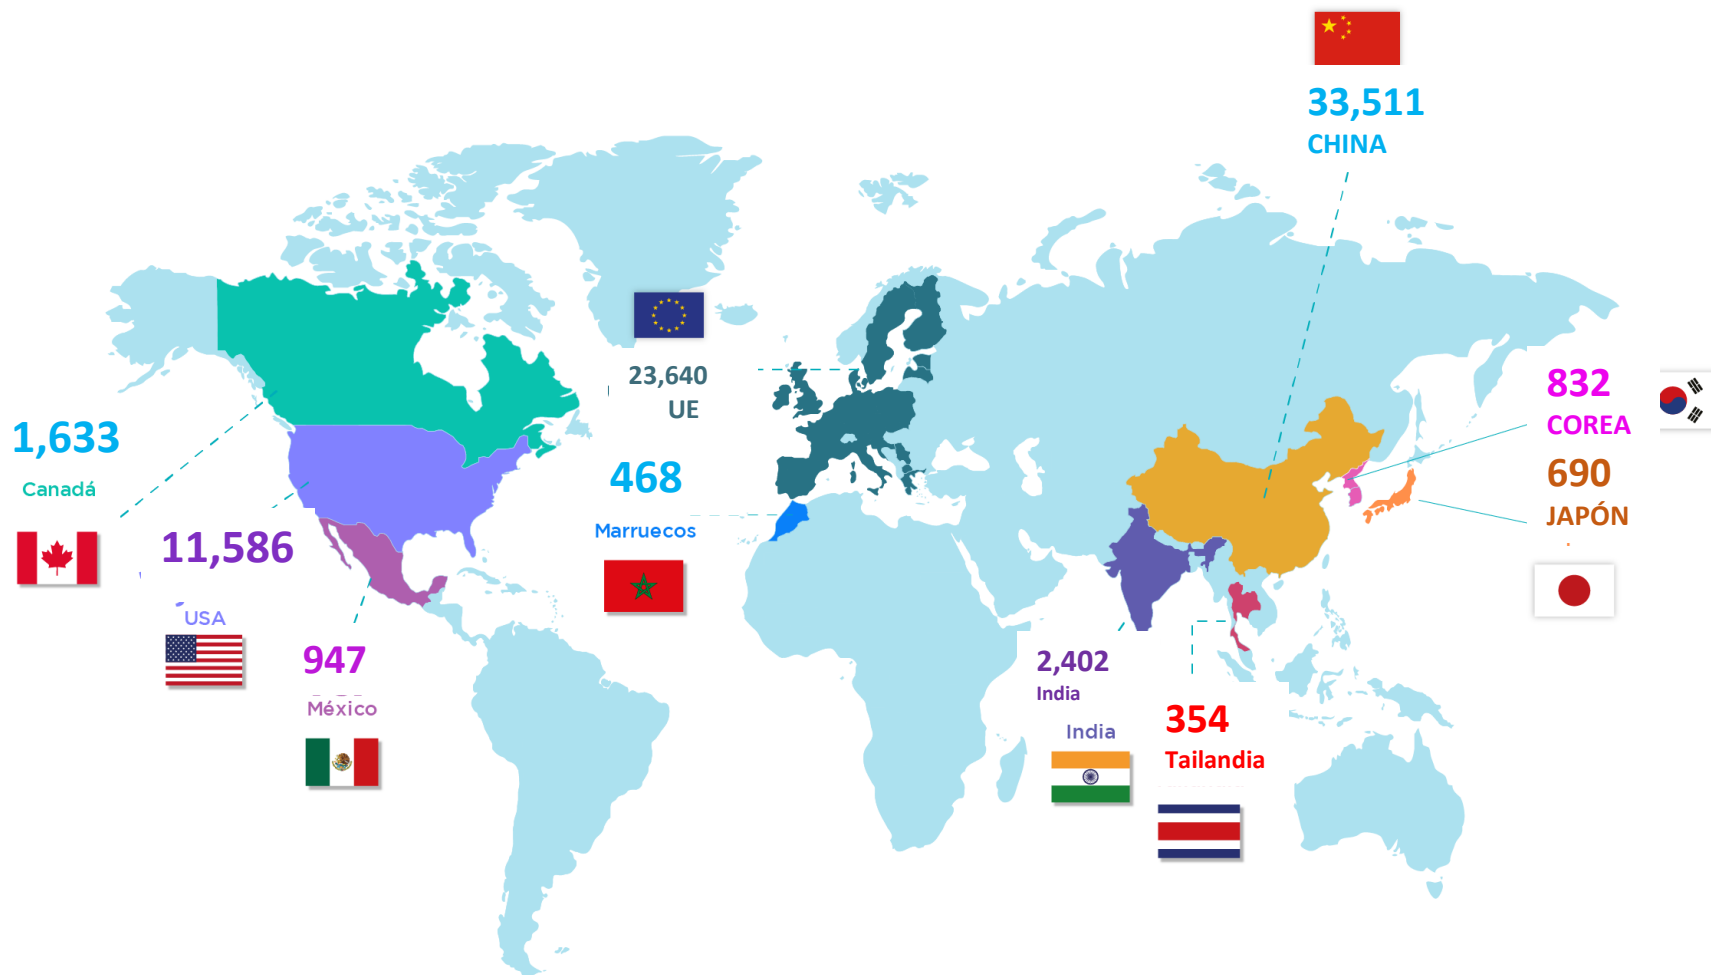 33,511
CHINA
23,640
UE
832
COREA
1,633
Canadá
468
Marruecos
690
JAPÓN
11,586
USA
947
México
2,402
India
India
354
Tailandia